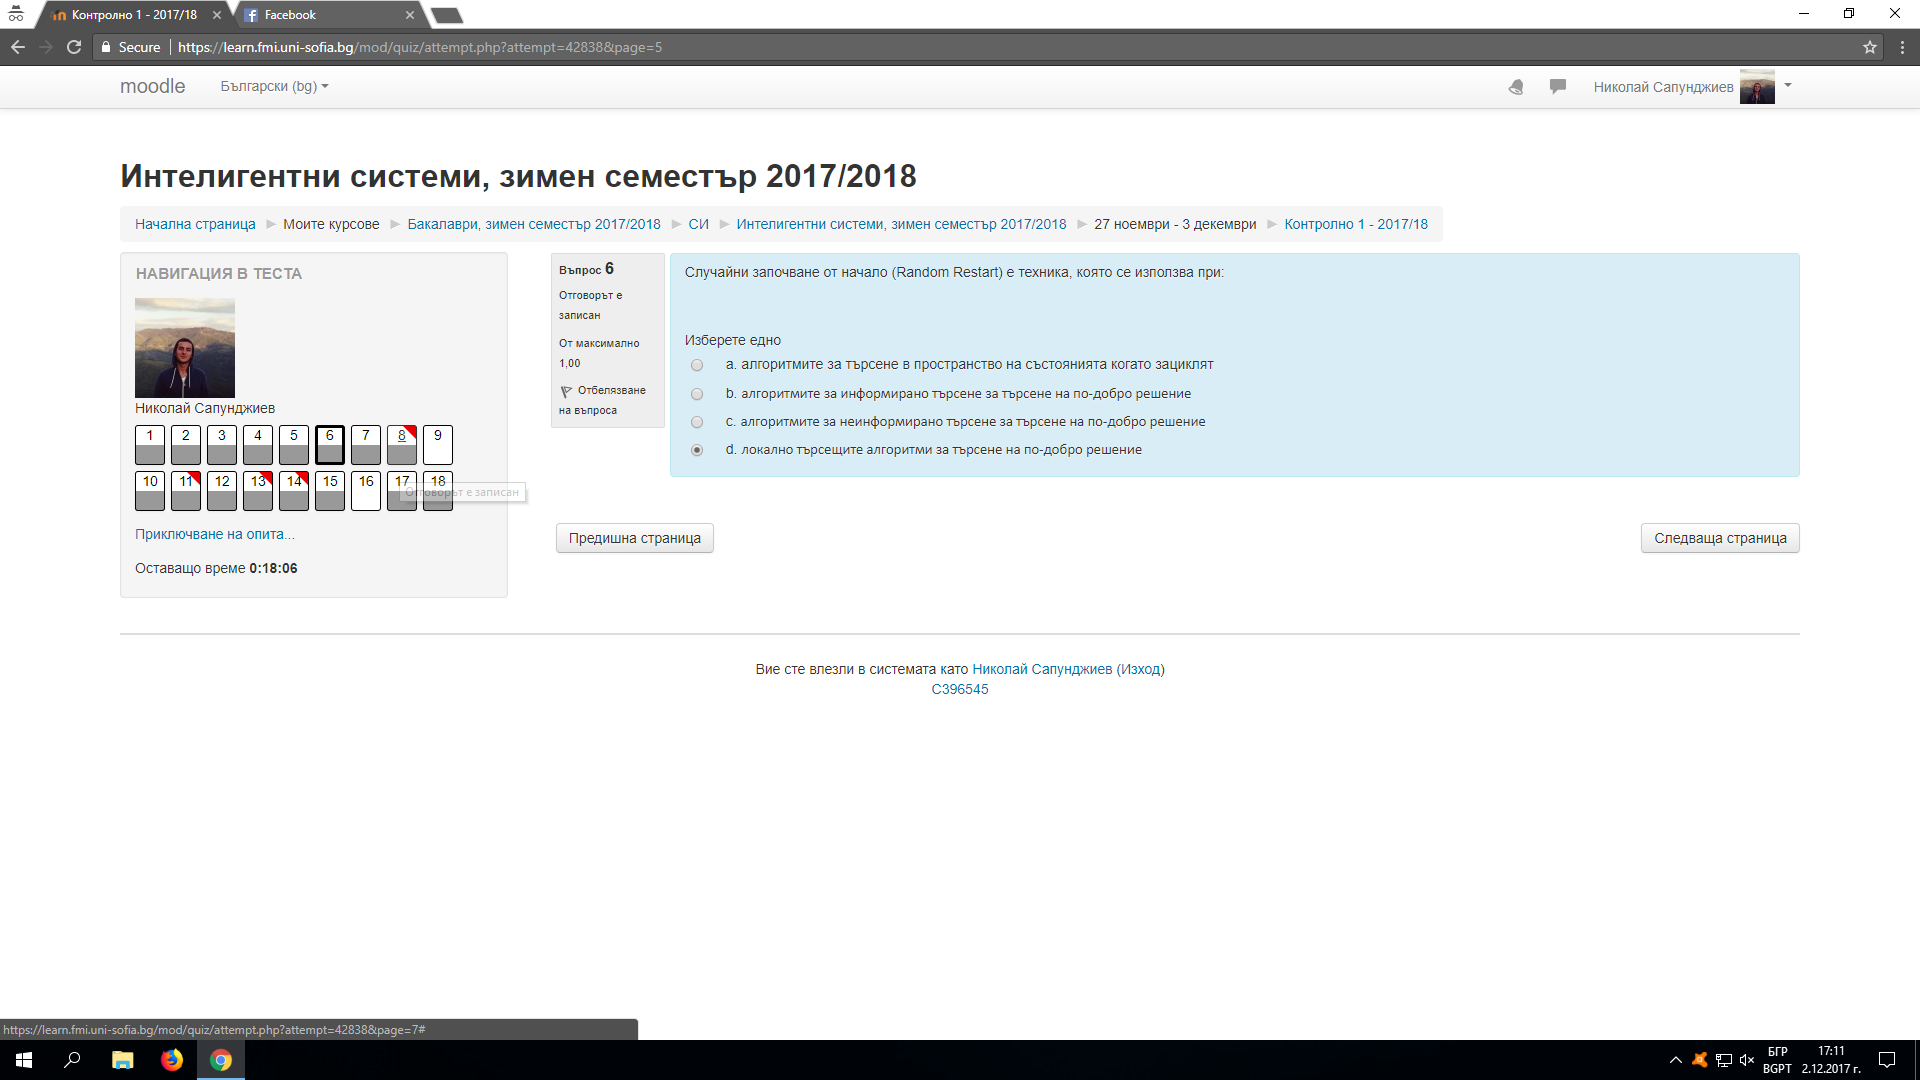 Контролно 1 - 2017/18
Facebook
Secure
https://learn.fmi.uni-sofia.bg/mod/quiz/attempt.php?attempt=42838&page=5
moodle
Български (bg)
Николай Сапунджиев
Интелигентни системи, зимен семестър 2017/2018
Начална страница ► Моите курсове ► Бакалаври, зимен семестър 2017/2018 ► СИ ► Интелигентни системи, зимен семестър 2017/2018 ► 27 ноември - 3 декември ► Контролно 1 - 2017/18
НАВИГАЦИЯ В ТЕСТА
Николай Сапунджиев
1 2 3 4 5 6 7 8 9
10 11 12 13 14 15 16 17 18
Отговорът е записан
Приключване на опита...
Оставащо време 0:18:06
Въпрос 6
Отговорът е
записан
От максимално
1,00
Отбелязване
на въпроса
Случайни започване от начало (Random Restart) е техника, която се използва при:
Изберете едно
a. алгоритмите за търсене в пространство на състоянията когато зациклят
b. алгоритмите за информирано търсене за търсене на по-добро решение
c. алгоритмите за неинформирано търсене за търсене на по-добро решение
d. локално търсещите алгоритми за търсене на по-добро решение
Предишна страница
Следваща страница
Вие сте влезли в системата като Николай Сапунджиев (Изход)
СИ396545
https://learn.fmi.uni-sofia.bg/mod/quiz/attempt.php?attempt=42838&page=7#
БГР
BGPT
17:11
2.12.2017 г.